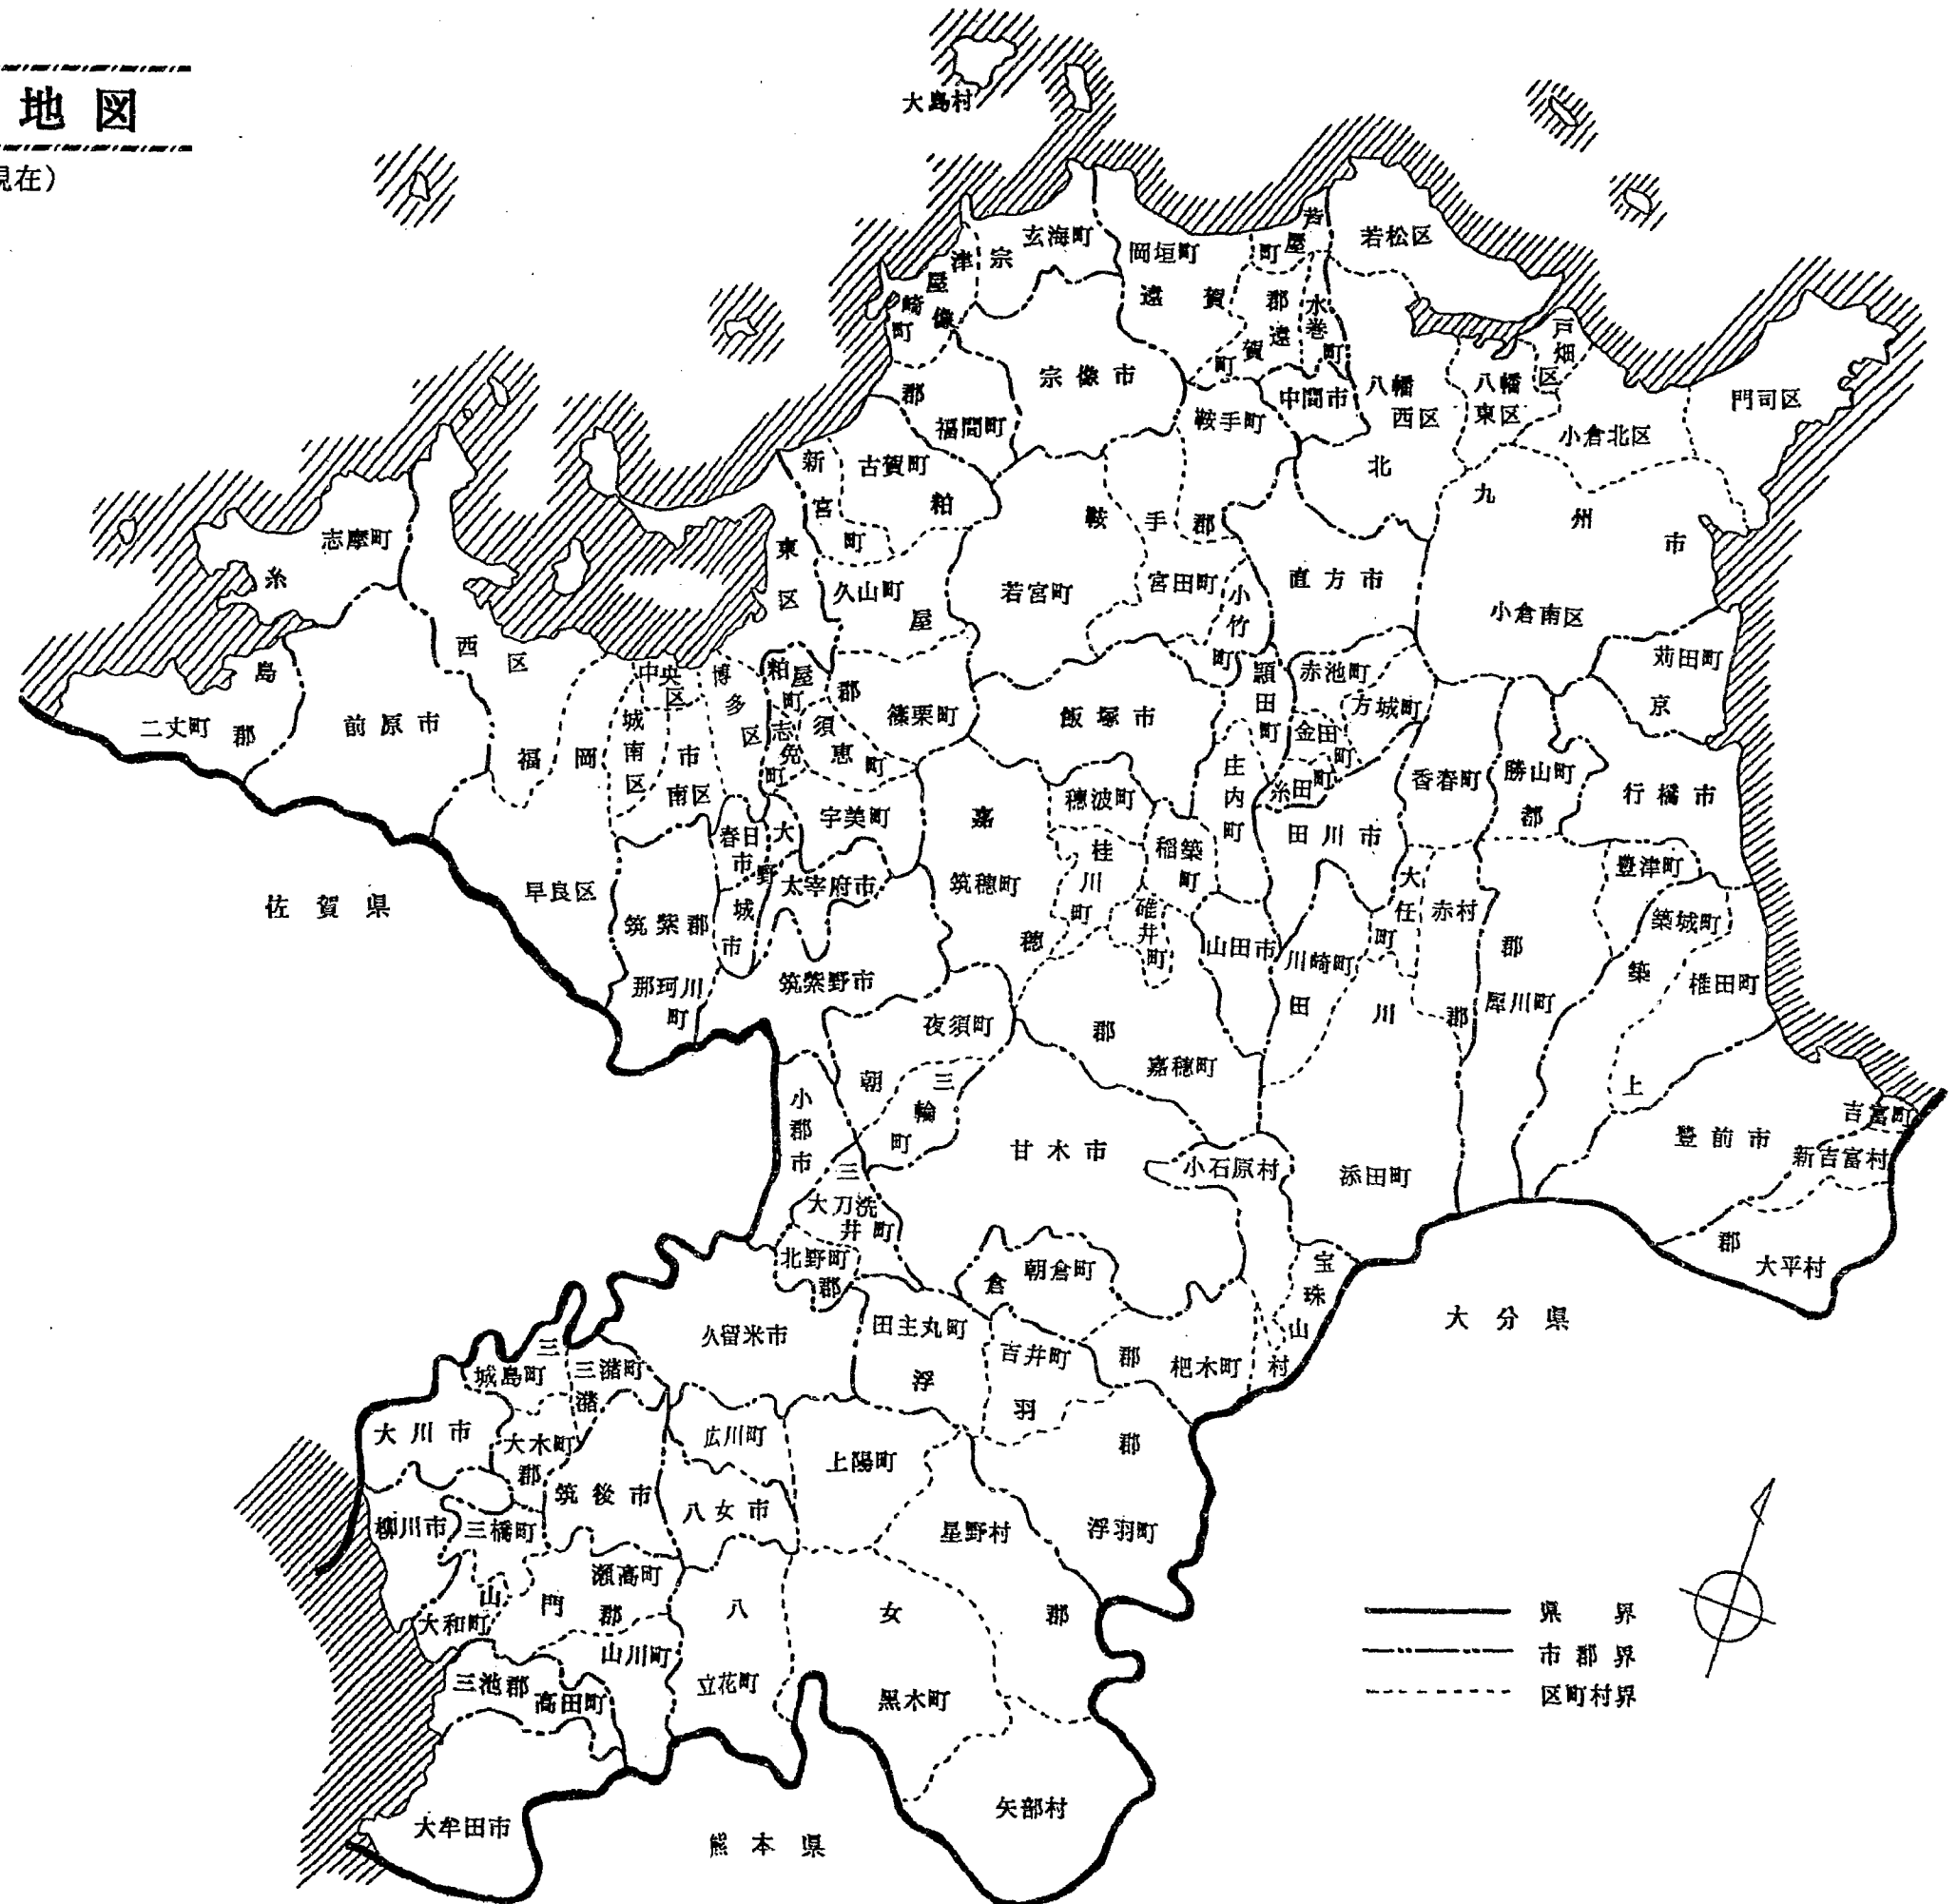 地図
現在）
大島村
玄海町
宗像郡
津屋崎町
福間町
岡垣町
芦屋町
遠賀郡
遠賀町
水巻町
若松区
戸畑区
門司区
宗像市
中間市
八幡西区
八幡東区
小倉北区
鞍手町
新宮町
古賀町
粕屋郡
鞍手郡
北九州市
志摩町
糸島郡
東区
久山町
若宮町
宮田町
小竹町
直方市
小倉南区
苅田町
京都郡
西区
中央区
博多区
粕屋町
志免町
須恵町
篠栗町
飯塚市
頴田町
赤池町
方城町
金田町
糸田町
香春町
勝山町
行橋市
二丈町
前原市
福岡市
城南区
南区
宇美町
嘉穂郡
穂波町
庄内町
田川市
春日市
大野城市
太宰府市
早良区
筑穂町
桂川町
稲築町
碓井町
大任町
赤村
豊津町
築城町
佐賀県
筑紫郡
那珂川町
筑紫野市
山田市
川崎町
田川郡
犀川町
椎田町
築上郡
夜須町
嘉穂町
朝倉郡
三輪町
小郡市
甘木市
小石原村
添田町
豊前市
吉富町
新吉富村
大平村
三井郡
大刀洗町
北野町
朝倉町
宝珠山村
大分県
久留米市
田主丸町
吉井町
杷木町
浮羽郡
三潴郡
城島町
三潴町
大川市
大木町
広川町
上陽町
筑後市
八女市
星野村
浮羽町
柳川市
三橋町
瀬高町
山門郡
大和町
山川町
八女郡
立花町
黒木町
三池郡
高田町
矢部村
大牟田市
熊本県
県界
市郡界
区町村界